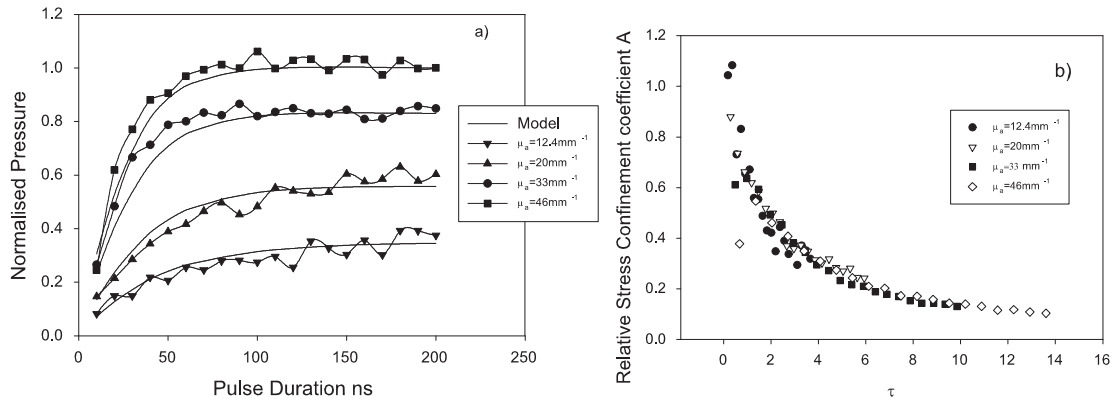 a)
Normalised Pressure
1.2
1.0
0.8
0.6
0.4
0.2
0.0
0
50
100
150
200
250
Pulse Duration ns
Model
μa=12.4mm -1
μa=20mm -1
μa=33mm -1
μa=46mm -1
b)
Relative Stress Confinement coefficient A
1.2
1.0
0.8
0.6
0.4
0.2
0.0
-2
0
2
4
6
8
10
12
14
16
τ
μa=12.4mm -1
μa=20mm -1
μa=33 mm -1
μa=46mm -1